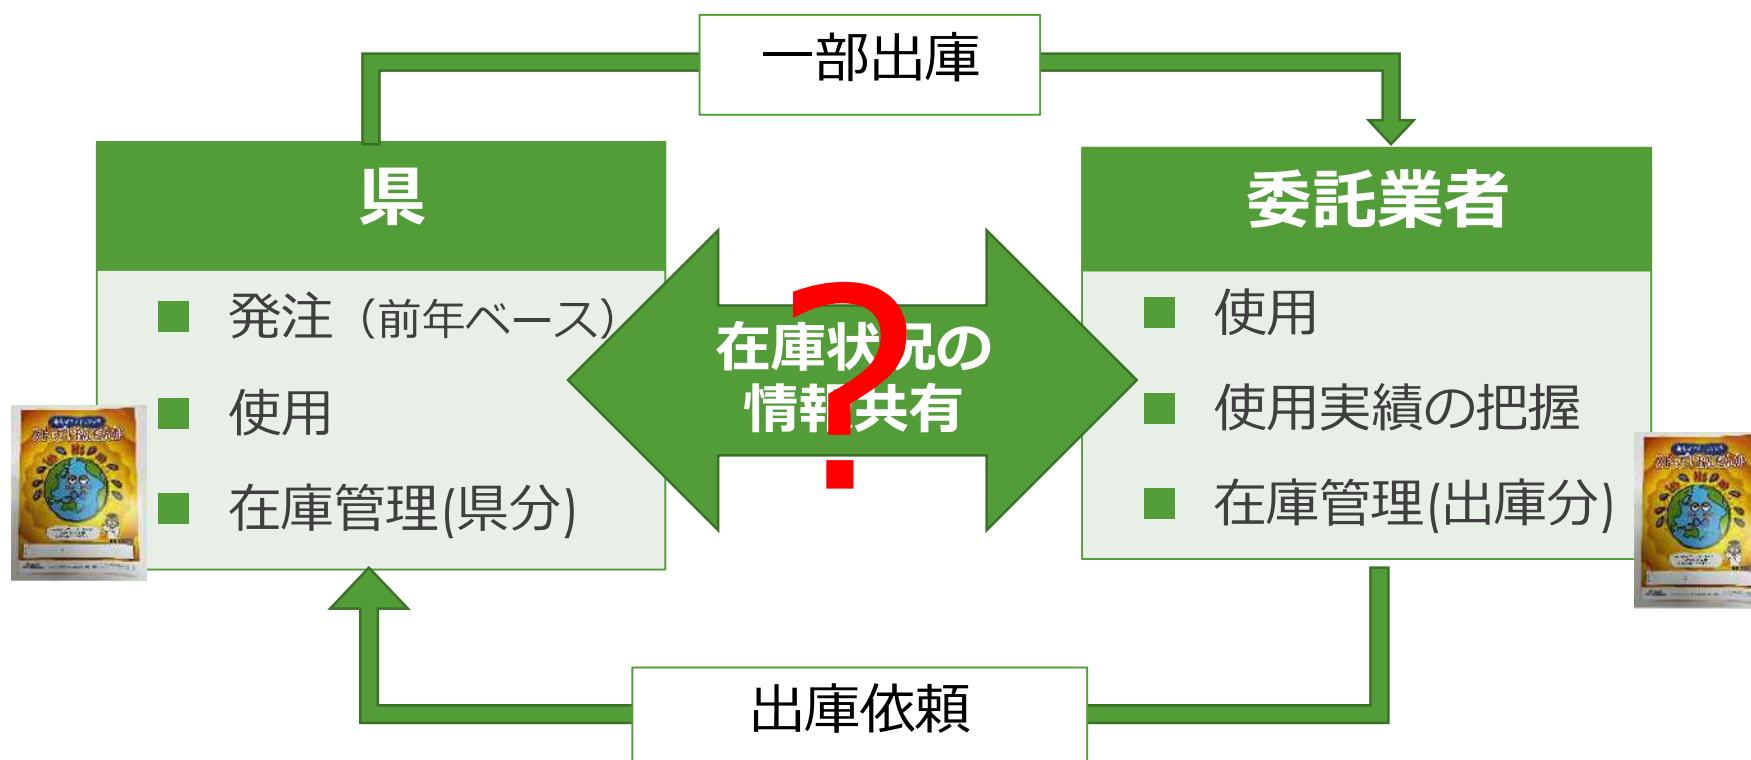 一部出庫
県
発注（前年ベース）
使用
在庫管理(県分)
在庫状況の
情報共有
?
委託業者
使用
使用実績の把握
在庫管理(出庫分)
出庫依頼